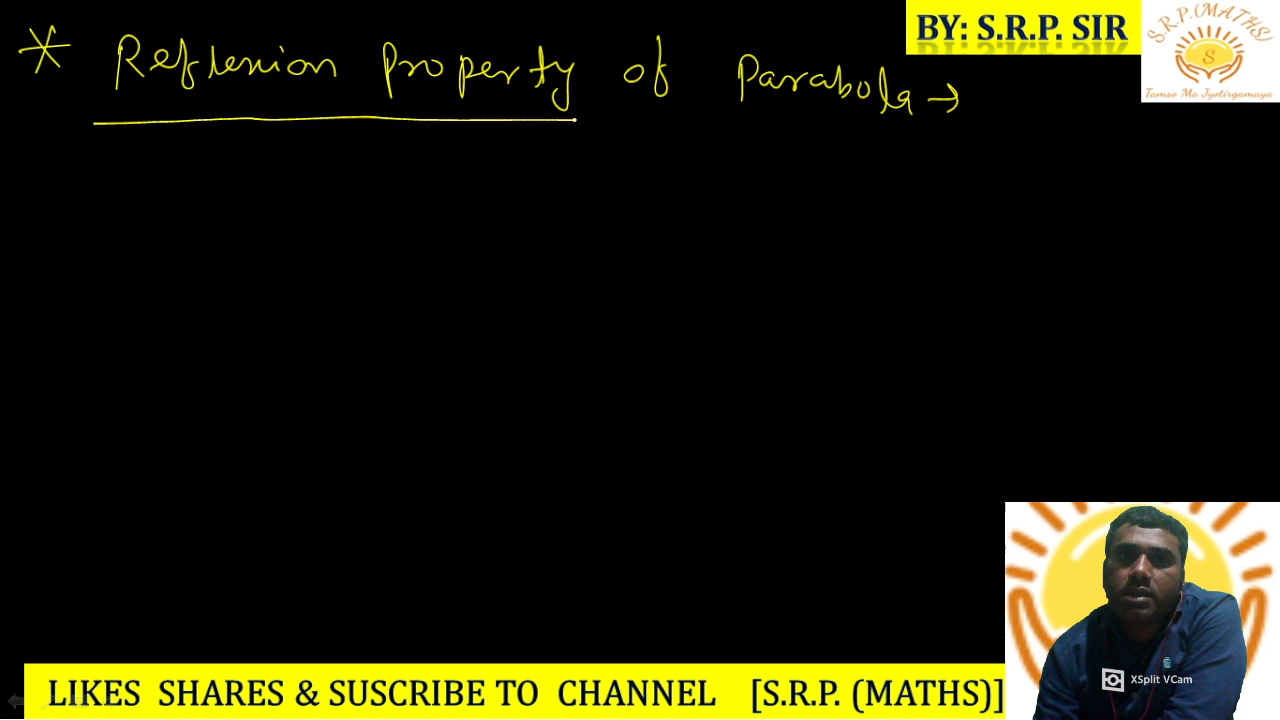 * Reflexion Property of Parabola →
BY: S.R.P. SIR
S.R.P.(MATHS)
S
Tamso Ma Jyotirgamaya
XSplit VCam
LIKES SHARES & SUSCRIBE TO CHANNEL [S.R.P. (MATHS)]